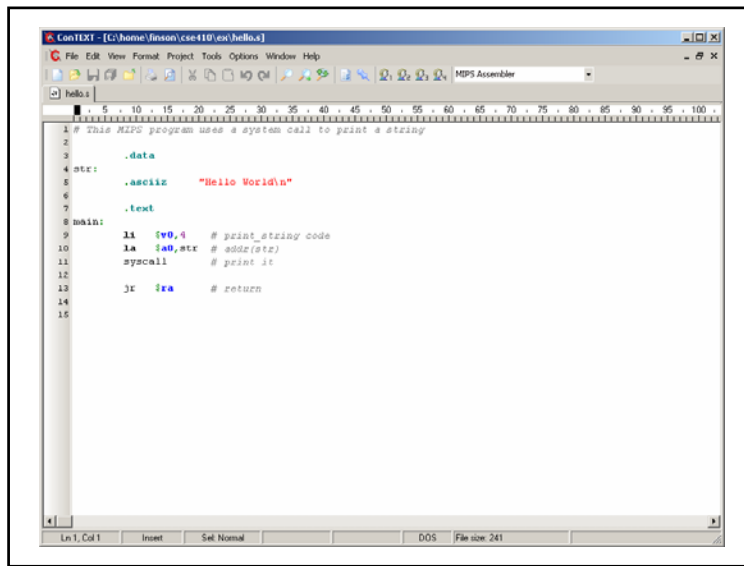 ConTEXT - [C:\home\finson\cse410\ex\hello.s]
File Edit View Format Project Tools Options Window Help
MIPS Assembler
hello.s
5 10 15 20 25 30 35 40 45 50 55 60 65 70 75 80 85 90 95 100
1 # This MIPS program uses a system call to print a string
2
3 .data
4 str:
5 .asciiz "Hello World\n"
6
7 .text
8 main:
9 li $v0,4 # print_string code
10 la $a0,str # addr(str)
11 syscall # print it
12
13 jr $ra # return
14
15
Ln 1, Col 1 Insert Sel: Normal DOS File size: 241